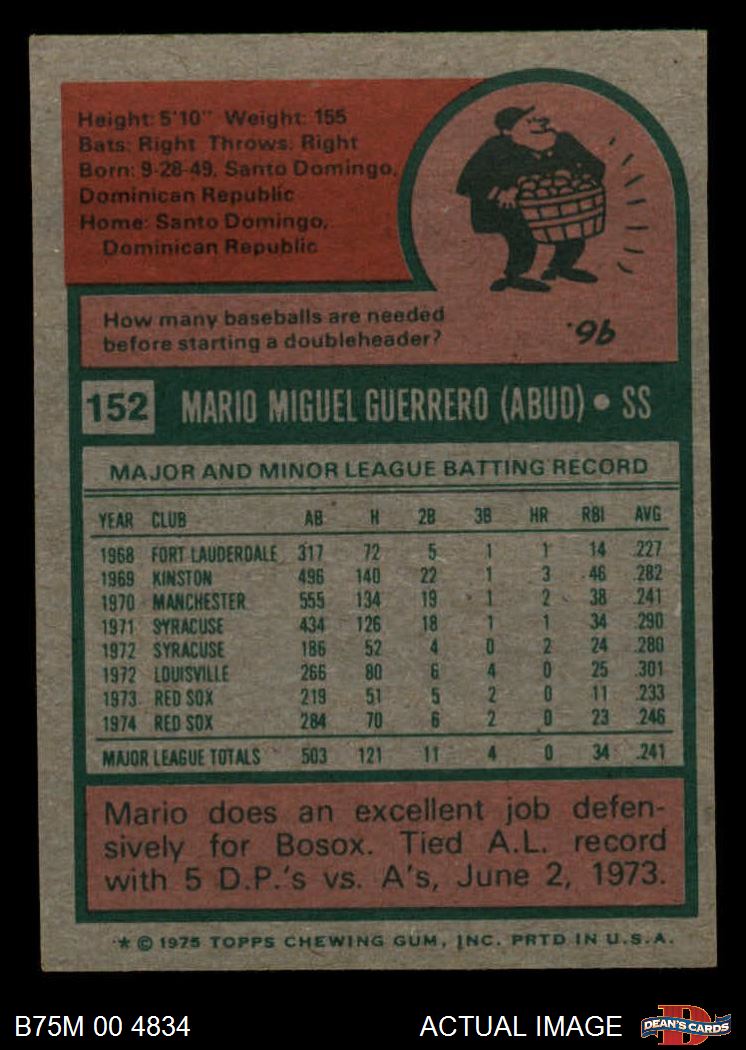 Height: 5'10" Weight: 155
Bats: Right Throws: Right
Born: 9-28-49, Santo Domingo,
Dominican Republic
Home: Santo Domingo,
Dominican Republic
How many baseballs are needed
before starting a doubleheader?
96.
152 MARIO MIGUEL GUERRERO (ABUD) • SS
MAJOR AND MINOR LEAGUE BATTING RECORD
YEAR CLUB AB H 2B 3B HR RBI AVG
1968 FORT LAUDERDALE 317 72 5 1 1 14 .227
1969 KINSTON 496 140 22 1 3 46 .282
1970 MANCHESTER 555 134 19 1 2 38 .241
1971 SYRACUSE 434 126 18 1 1 34 .290
1972 SYRACUSE 186 52 4 0 2 24 .280
1972 LOUISVILLE 266 80 6 4 0 25 .301
1973 RED SOX 219 51 5 2 0 11 .233
1974 RED SOX 284 70 6 2 0 23 .246
MAJOR LEAGUE TOTALS 503 121 11 4 0 34 .241
Mario does an excellent job defen-
sively for Bosox. Tied A.L. record
with 5 D.P.'s vs. A's, June 2, 1973.
★ © 1975 TOPPS CHEWING GUM, INC. PRTD IN U.S.A.
B75M 00 4834 ACTUAL IMAGE DEAN'S CARDS